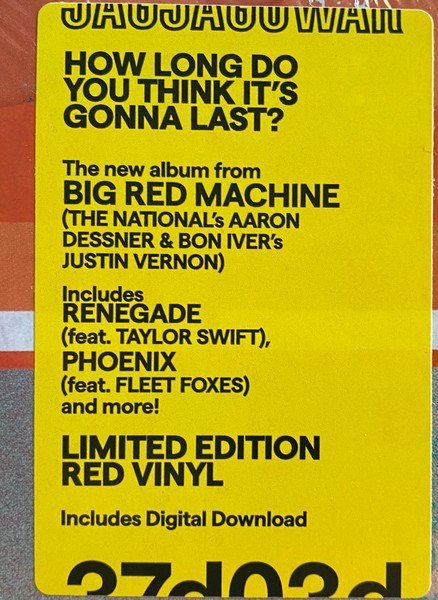 JAGJAGUWAR
HOW LONG DO
YOU THINK IT'S
GONNA LAST?
The new album from
BIG RED MACHINE
(THE NATIONAL's AARON
DESSNER & BON IVER's
JUSTIN VERNON)
Includes
RENEGADE
(feat. TAYLOR SWIFT),
PHOENIX
(feat. FLEET FOXES)
and more!
LIMITED EDITION
RED VINYL
Includes Digital Download
37d03d